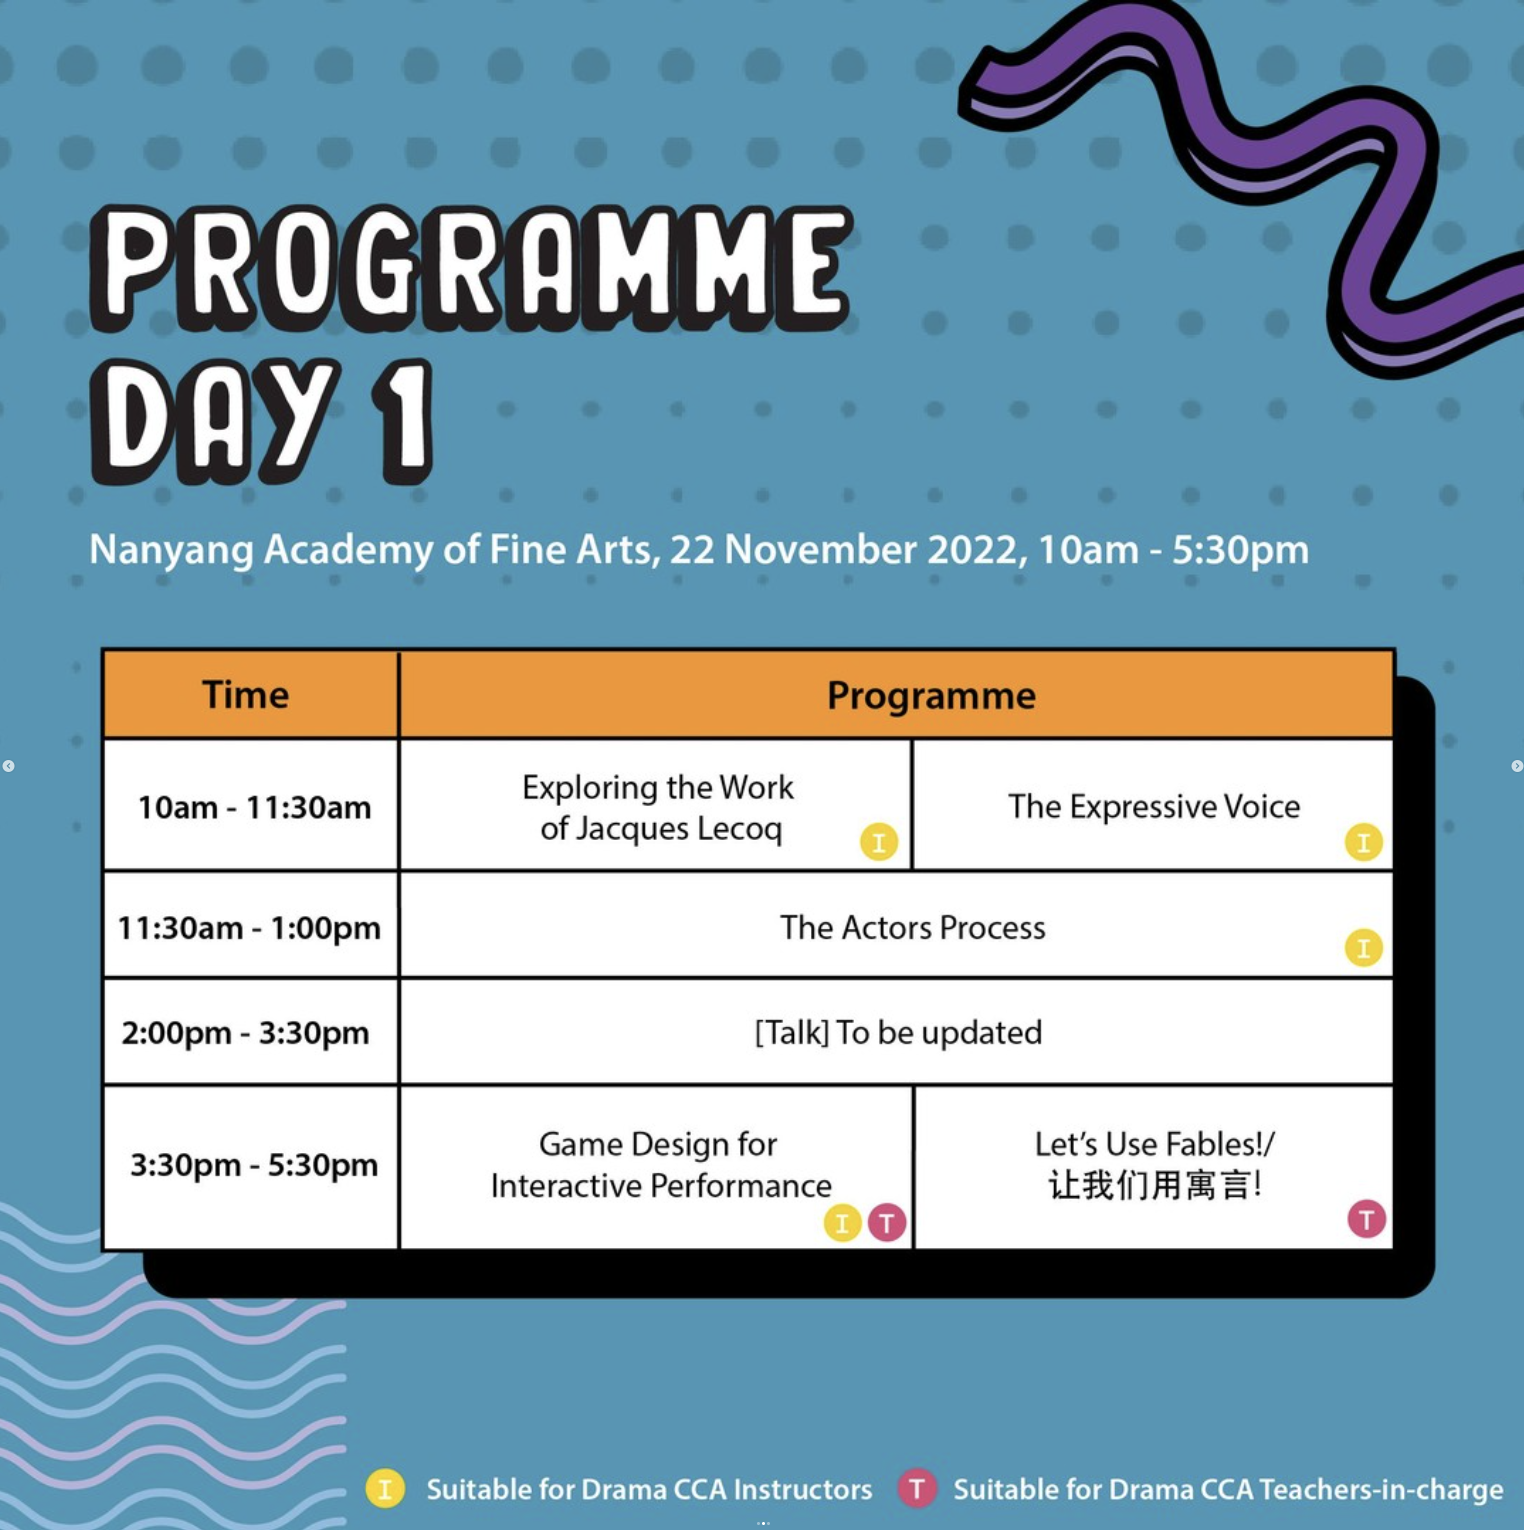 PROGRAMME
DAY 1
Nanyang Academy of Fine Arts, 22 November 2022, 10am - 5:30pm
Time
Programme
10am - 11:30am
Exploring the Work
of Jacques Lecoq
I
The Expressive Voice
I
11:30am - 1:00pm
The Actors Process
I
2:00pm - 3:30pm
[Talk] To be updated
3:30pm - 5:30pm
Game Design for
Interactive Performance
I T
Let's Use Fables!/
让我们用寓言!
T
I Suitable for Drama CCA Instructors
T Suitable for Drama CCA Teachers-in-charge